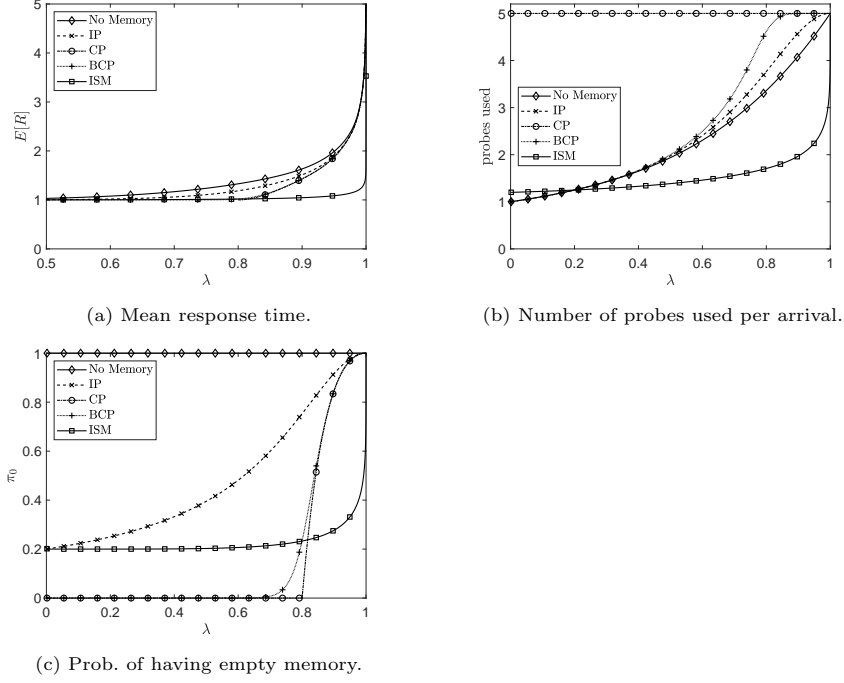 5
4
3
2
1
0
E[R]
No Memory
IP
CP
BCP
ISM
0.5 0.6 0.7 0.8 0.9 1
λ
(a) Mean response time.
5
4
3
2
1
0
probes used
No Memory
IP
CP
BCP
ISM
0 0.2 0.4 0.6 0.8 1
λ
(b) Number of probes used per arrival.
1
0.8
0.6
0.4
0.2
0
π₀
No Memory
IP
CP
BCP
ISM
0 0.2 0.4 0.6 0.8 1
λ
(c) Prob. of having empty memory.